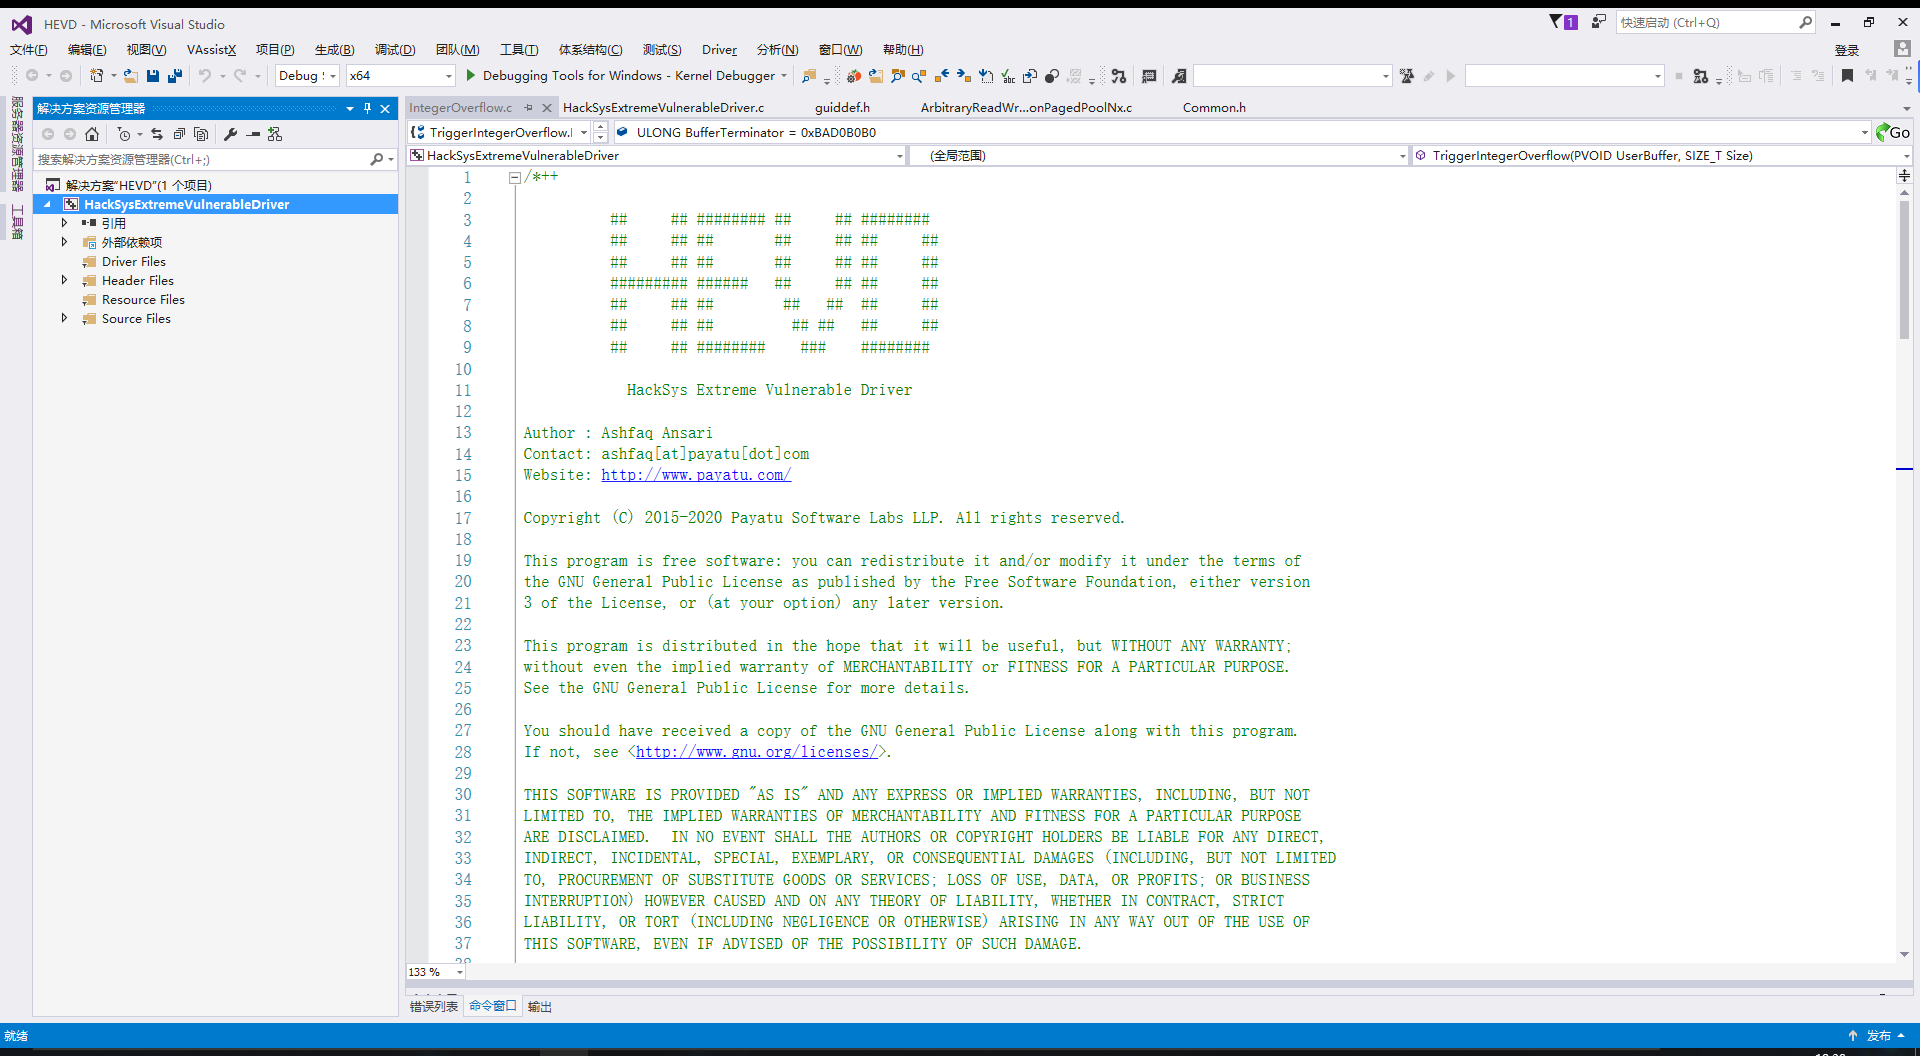 HEVD - Microsoft Visual Studio
1
快速启动 (Ctrl+Q)
文件(F) 编辑(E) 视图(V) VAssistX 项目(P) 生成(B) 调试(D) 团队(M) 工具(T) 体系结构(C) 测试(S) Driver 分析(N) 窗口(W) 帮助(H)
登录
Debug x64 Debugging Tools for Windows - Kernel Debugger
服务器资源管理器
工具箱
解决方案资源管理器
搜索解决方案资源管理器(Ctrl+;)
解决方案"HEVD"(1 个项目)
HackSysExtremeVulnerableDriver
引用
外部依赖项
Driver Files
Header Files
Resource Files
Source Files
IntegerOverflow.c HackSysExtremeVulnerableDriver.c guiddef.h ArbitraryReadWr...onPagedPoolNx.c Common.h
TriggerIntegerOverflow. ULONG BufferTerminator = 0xBAD0B0B0 Go
HackSysExtremeVulnerableDriver (全局范围) TriggerIntegerOverflow(PVOID UserBuffer, SIZE_T Size)
1 /*++
2
3 ##     ## ######## ##     ## ########
4 ##     ## ##       ##     ## ##     ##
5 ##     ## ##       ##     ## ##     ##
6 ######### ######   ##     ## ##     ##
7 ##     ## ##        ##   ##  ##     ##
8 ##     ## ##         ## ##   ##     ##
9 ##     ## ########    ###    ########
10
11 HackSys Extreme Vulnerable Driver
12
13 Author : Ashfaq Ansari
14 Contact: ashfaq[at]payatu[dot]com
15 Website: http://www.payatu.com/
16
17 Copyright (C) 2015-2020 Payatu Software Labs LLP. All rights reserved.
18
19 This program is free software: you can redistribute it and/or modify it under the terms of
20 the GNU General Public License as published by the Free Software Foundation, either version
21 3 of the License, or (at your option) any later version.
22
23 This program is distributed in the hope that it will be useful, but WITHOUT ANY WARRANTY;
24 without even the implied warranty of MERCHANTABILITY or FITNESS FOR A PARTICULAR PURPOSE.
25 See the GNU General Public License for more details.
26
27 You should have received a copy of the GNU General Public License along with this program.
28 If not, see <http://www.gnu.org/licenses/>.
29
30 THIS SOFTWARE IS PROVIDED "AS IS" AND ANY EXPRESS OR IMPLIED WARRANTIES, INCLUDING, BUT NOT
31 LIMITED TO, THE IMPLIED WARRANTIES OF MERCHANTABILITY AND FITNESS FOR A PARTICULAR PURPOSE
32 ARE DISCLAIMED.  IN NO EVENT SHALL THE AUTHORS OR COPYRIGHT HOLDERS BE LIABLE FOR ANY DIRECT,
33 INDIRECT, INCIDENTAL, SPECIAL, EXEMPLARY, OR CONSEQUENTIAL DAMAGES (INCLUDING, BUT NOT LIMITED
34 TO, PROCUREMENT OF SUBSTITUTE GOODS OR SERVICES; LOSS OF USE, DATA, OR PROFITS; OR BUSINESS
35 INTERRUPTION) HOWEVER CAUSED AND ON ANY THEORY OF LIABILITY, WHETHER IN CONTRACT, STRICT
36 LIABILITY, OR TORT (INCLUDING NEGLIGENCE OR OTHERWISE) ARISING IN ANY WAY OUT OF THE USE OF
37 THIS SOFTWARE, EVEN IF ADVISED OF THE POSSIBILITY OF SUCH DAMAGE.
133 %
错误列表 命令窗口 输出
就绪 发布